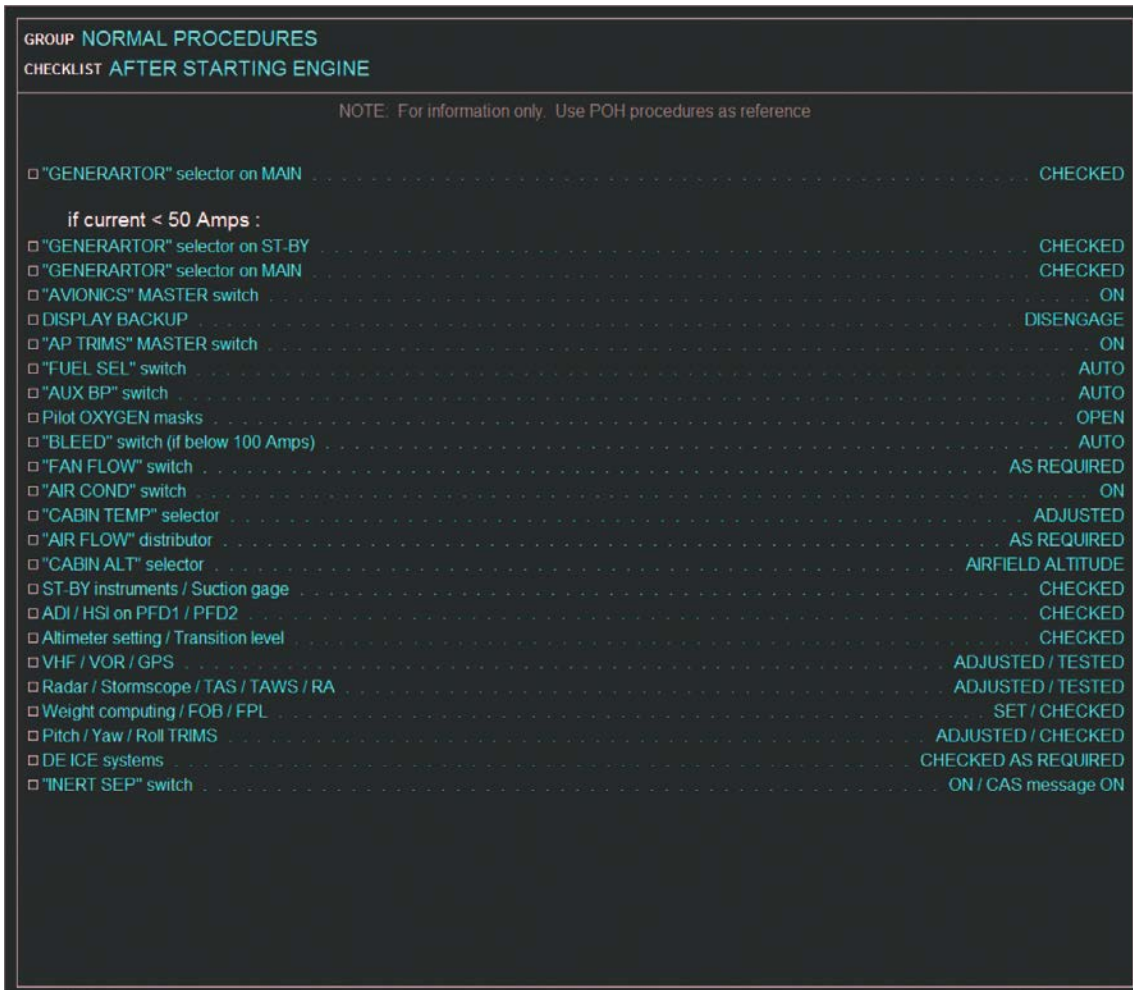 GROUP NORMAL PROCEDURES
CHECKLIST AFTER STARTING ENGINE
NOTE: For information only. Use POH procedures as reference
"GENERARTOR" selector on MAIN CHECKED
if current < 50 Amps :
"GENERARTOR" selector on ST-BY CHECKED
"GENERARTOR" selector on MAIN CHECKED
"AVIONICS" MASTER switch ON
DISPLAY BACKUP DISENGAGE
"AP TRIMS" MASTER switch ON
"FUEL SEL" switch AUTO
"AUX BP" switch AUTO
Pilot OXYGEN masks OPEN
"BLEED" switch (if below 100 Amps) AUTO
"FAN FLOW" switch AS REQUIRED
"AIR COND" switch ON
"CABIN TEMP" selector ADJUSTED
"AIR FLOW" distributor AS REQUIRED
"CABIN ALT" selector AIRFIELD ALTITUDE
ST-BY instruments / Suction gage CHECKED
ADI / HSI on PFD1 / PFD2 CHECKED
Altimeter setting / Transition level CHECKED
VHF / VOR / GPS ADJUSTED / TESTED
Radar / Stormscope / TAS / TAWS / RA ADJUSTED / TESTED
Weight computing / FOB / FPL SET / CHECKED
Pitch / Yaw / Roll TRIMS ADJUSTED / CHECKED
DE ICE systems CHECKED AS REQUIRED
"INERT SEP" switch ON / CAS message ON